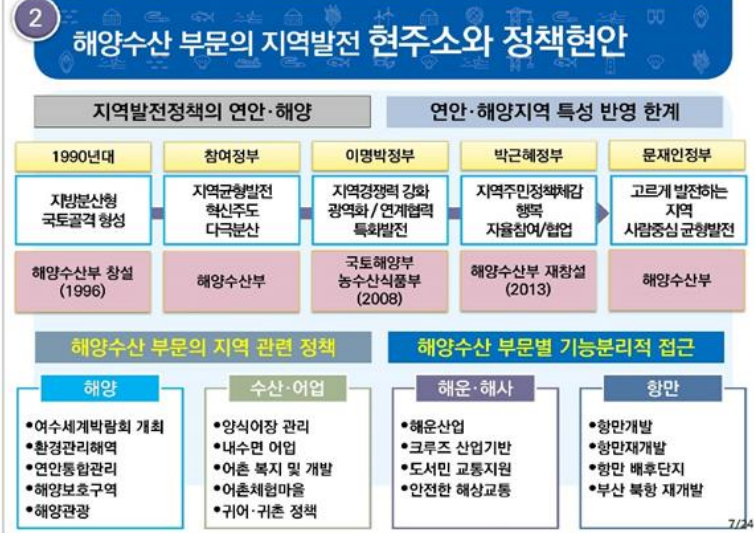 2
해양수산 부문의 지역발전 현주소와 정책현안
지역발전정책의 연안·해양
연안·해양지역 특성 반영 한계
1990년대
참여정부
이명박정부
박근혜정부
문재인정부
지방분산형
국토골격 형성
지역균형발전
혁신주도
다극분산
지역경쟁력 강화
광역화 / 연계협력
특화발전
지역주민정책체감
행복
자율참여/협업
고르게 발전하는
지역
사람중심 균형발전
해양수산부 창설
(1996)
해양수산부
국토해양부
농수산식품부
(2008)
해양수산부 재창설
(2013)
해양수산부
해양수산 부문의 지역 관련 정책
해양수산 부문별 기능분리적 접근
해양
•여수세계박람회 개최
•환경관리해역
•연안통합관리
•해양보호구역
•해양관광
수산·어업
•양식어장 관리
•내수면 어업
•어촌 복지 및 개발
•어촌체험마을
•귀어·귀촌 정책
해운·해사
•해운산업
•크루즈 산업기반
•도서민 교통지원
•안전한 해상교통
항만
•항만개발
•항만재개발
•항만 배후단지
•부산 북항 재개발
7/24